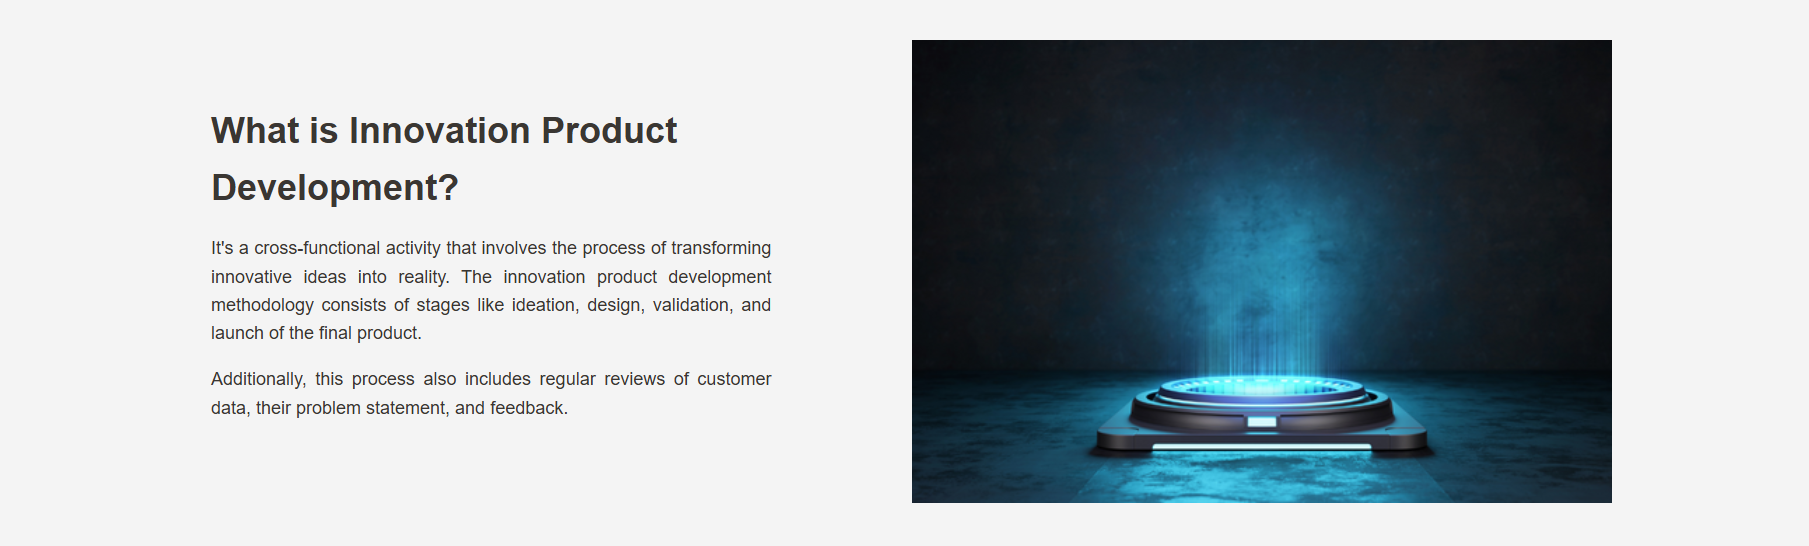 What is Innovation Product
Development?
It's a cross-functional activity that involves the process of transforming
innovative ideas into reality. The innovation product development
methodology consists of stages like ideation, design, validation, and
launch of the final product.
Additionally, this process also includes regular reviews of customer
data, their problem statement, and feedback.